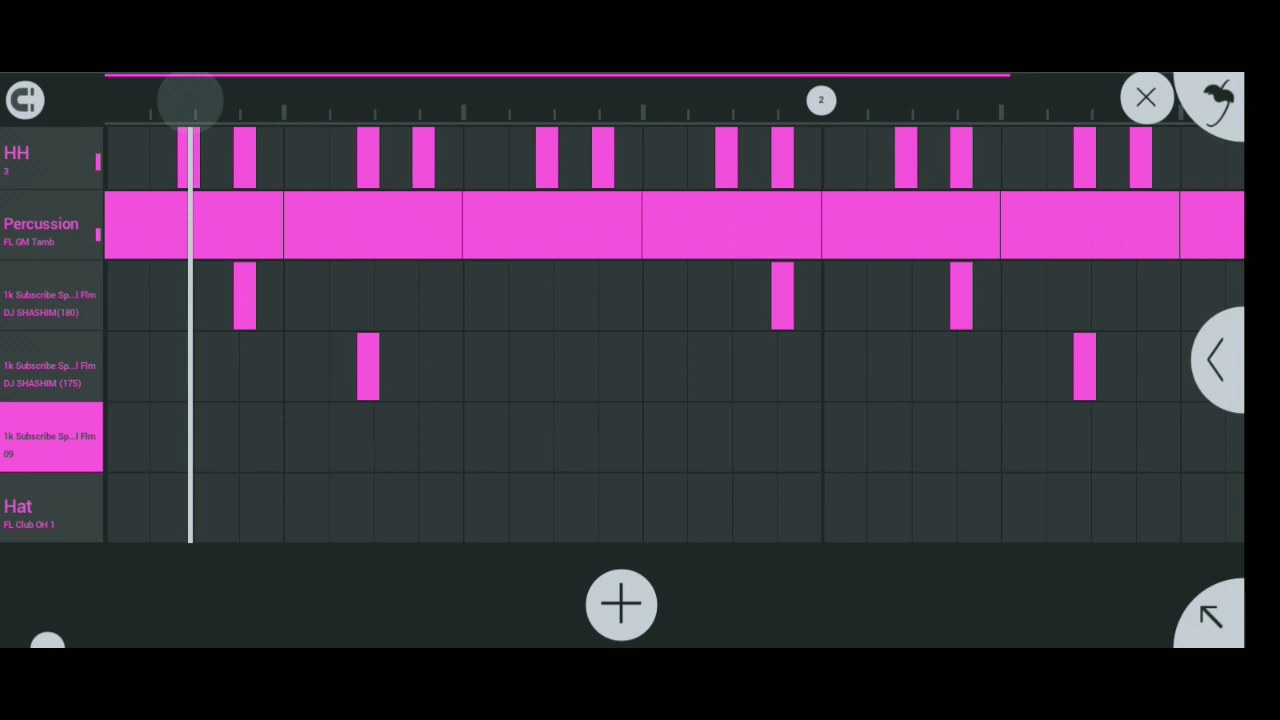 2
HH
3
Percussion
FL GM Tamb
1k Subscribe Sp...l Flm
DJ SHASHIM(180)
1k Subscribe Sp...l Flm
DJ SHASHIM (175)
1k Subscribe Sp...l Flm
09
Hat
FL Club OH 1